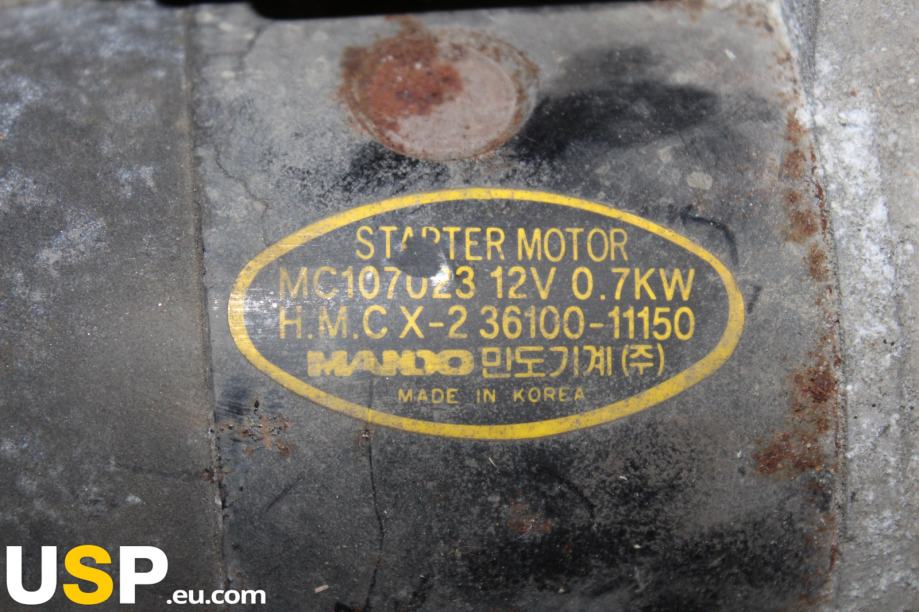 STARTER MOTOR
MC107023 12V 0.7KW
H.M.C X-2 36100-11150
MANDO 만도기계(주)
MADE IN KOREA
USP.eu.com